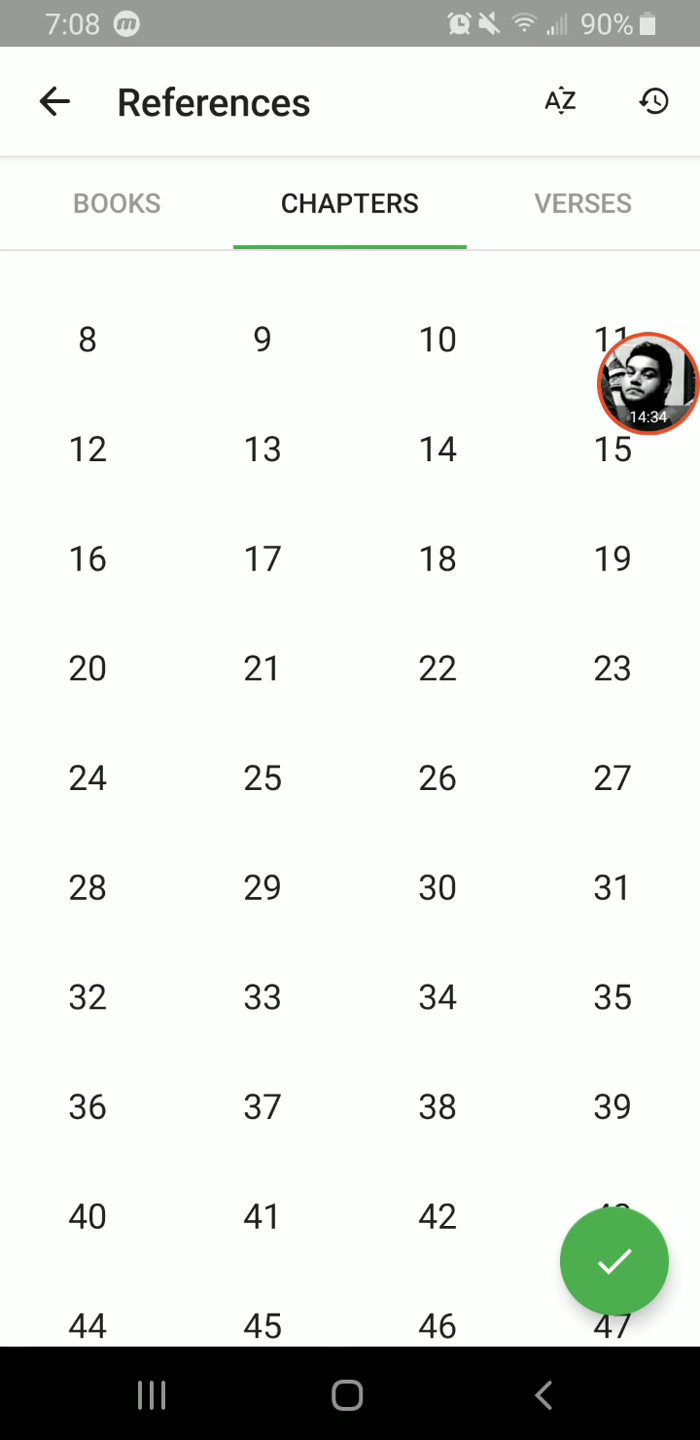 7:08 m 90%
References AZ
BOOKS CHAPTERS VERSES
8 9 10 11
14:34
12 13 14 15
16 17 18 19
20 21 22 23
24 25 26 27
28 29 30 31
32 33 34 35
36 37 38 39
40 41 42
44 45 46 47